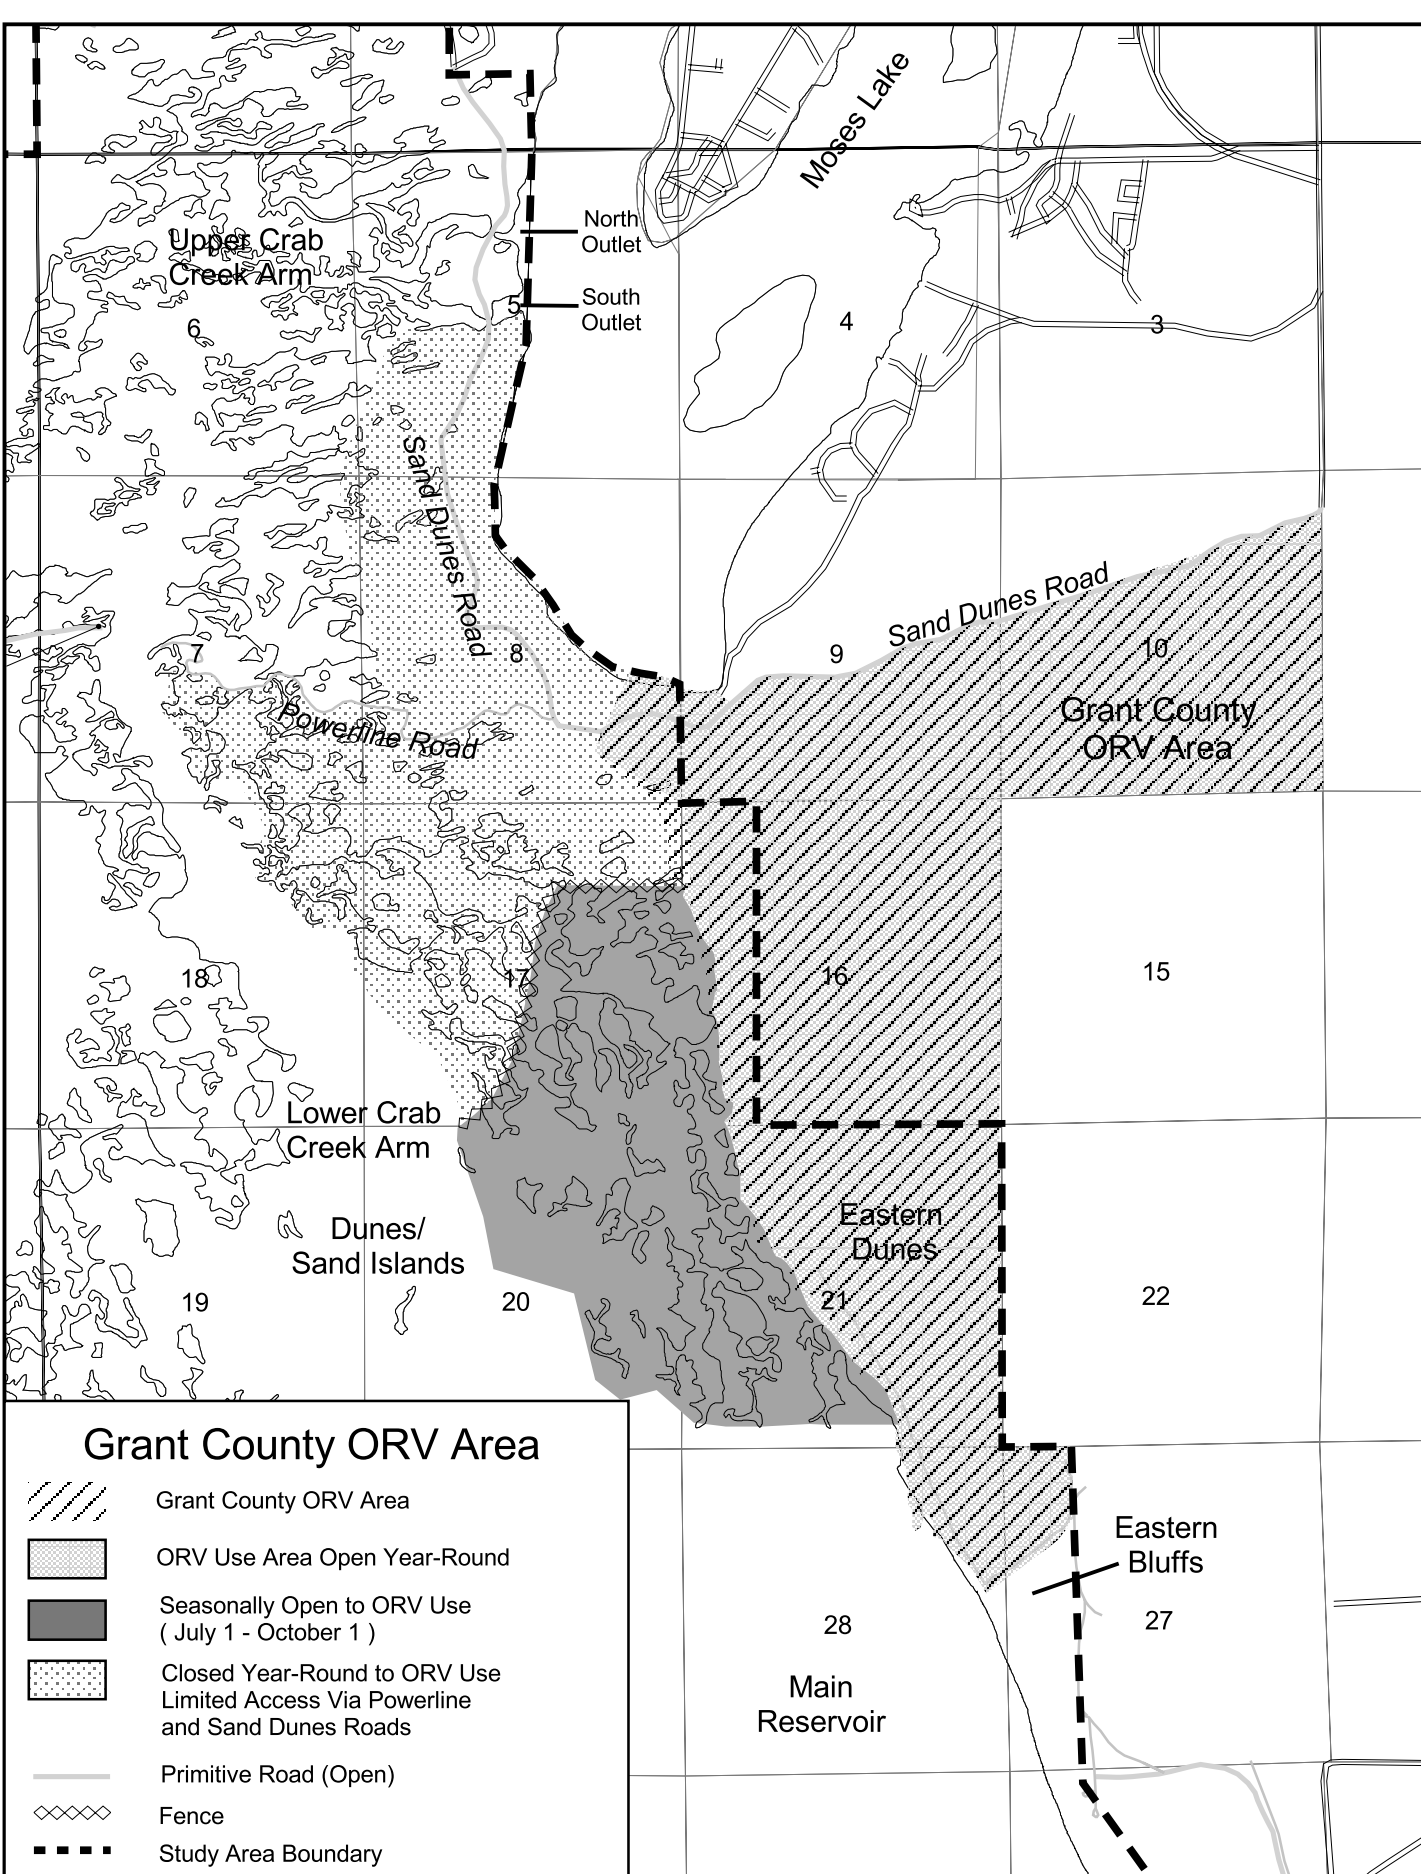 Moses Lake
North
Outlet
Upper Crab
Creek Arm
South
Outlet
5
6
4
3
Sand Dunes Road
Sand Dunes Road
7
8
9
10
Powerline Road
Grant County
ORV Area
18
17
16
15
Lower Crab
Creek Arm
Dunes/
Sand Islands
Eastern
Dunes
19
20
21
22
Grant County ORV Area
Grant County ORV Area
ORV Use Area Open Year-Round
Seasonally Open to ORV Use
( July 1 - October 1 )
Closed Year-Round to ORV Use
Limited Access Via Powerline
and Sand Dunes Roads
Primitive Road (Open)
Fence
Study Area Boundary
Eastern
Bluffs
28
27
Main
Reservoir